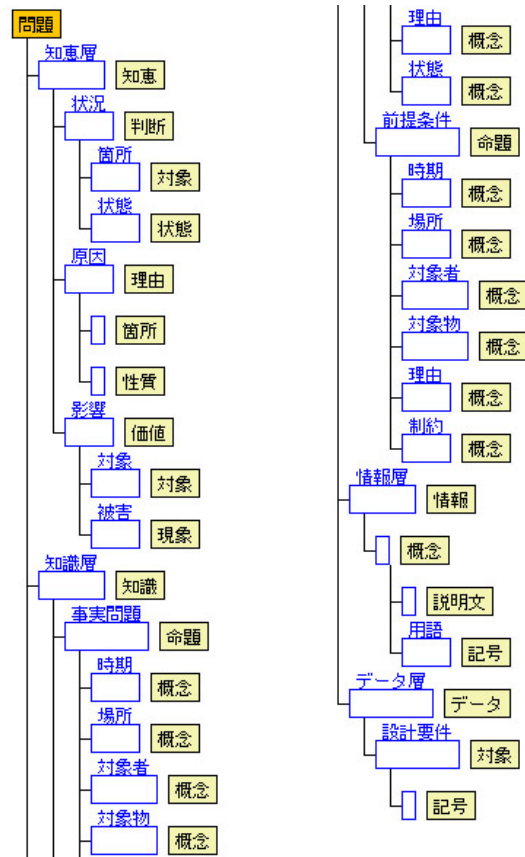 問題
知恵層
知恵
状況
判断
箇所
対象
状態
状態
原因
理由
箇所
性質
影響
価値
対象
対象
被害
現象
知識層
知識
事実問題
命題
時期
概念
場所
概念
対象者
概念
対象物
概念
理由
概念
状態
概念
前提条件
命題
時期
概念
場所
概念
対象者
概念
対象物
概念
理由
概念
制約
概念
情報層
情報
概念
説明文
用語
記号
データ層
データ
設計要件
対象
記号